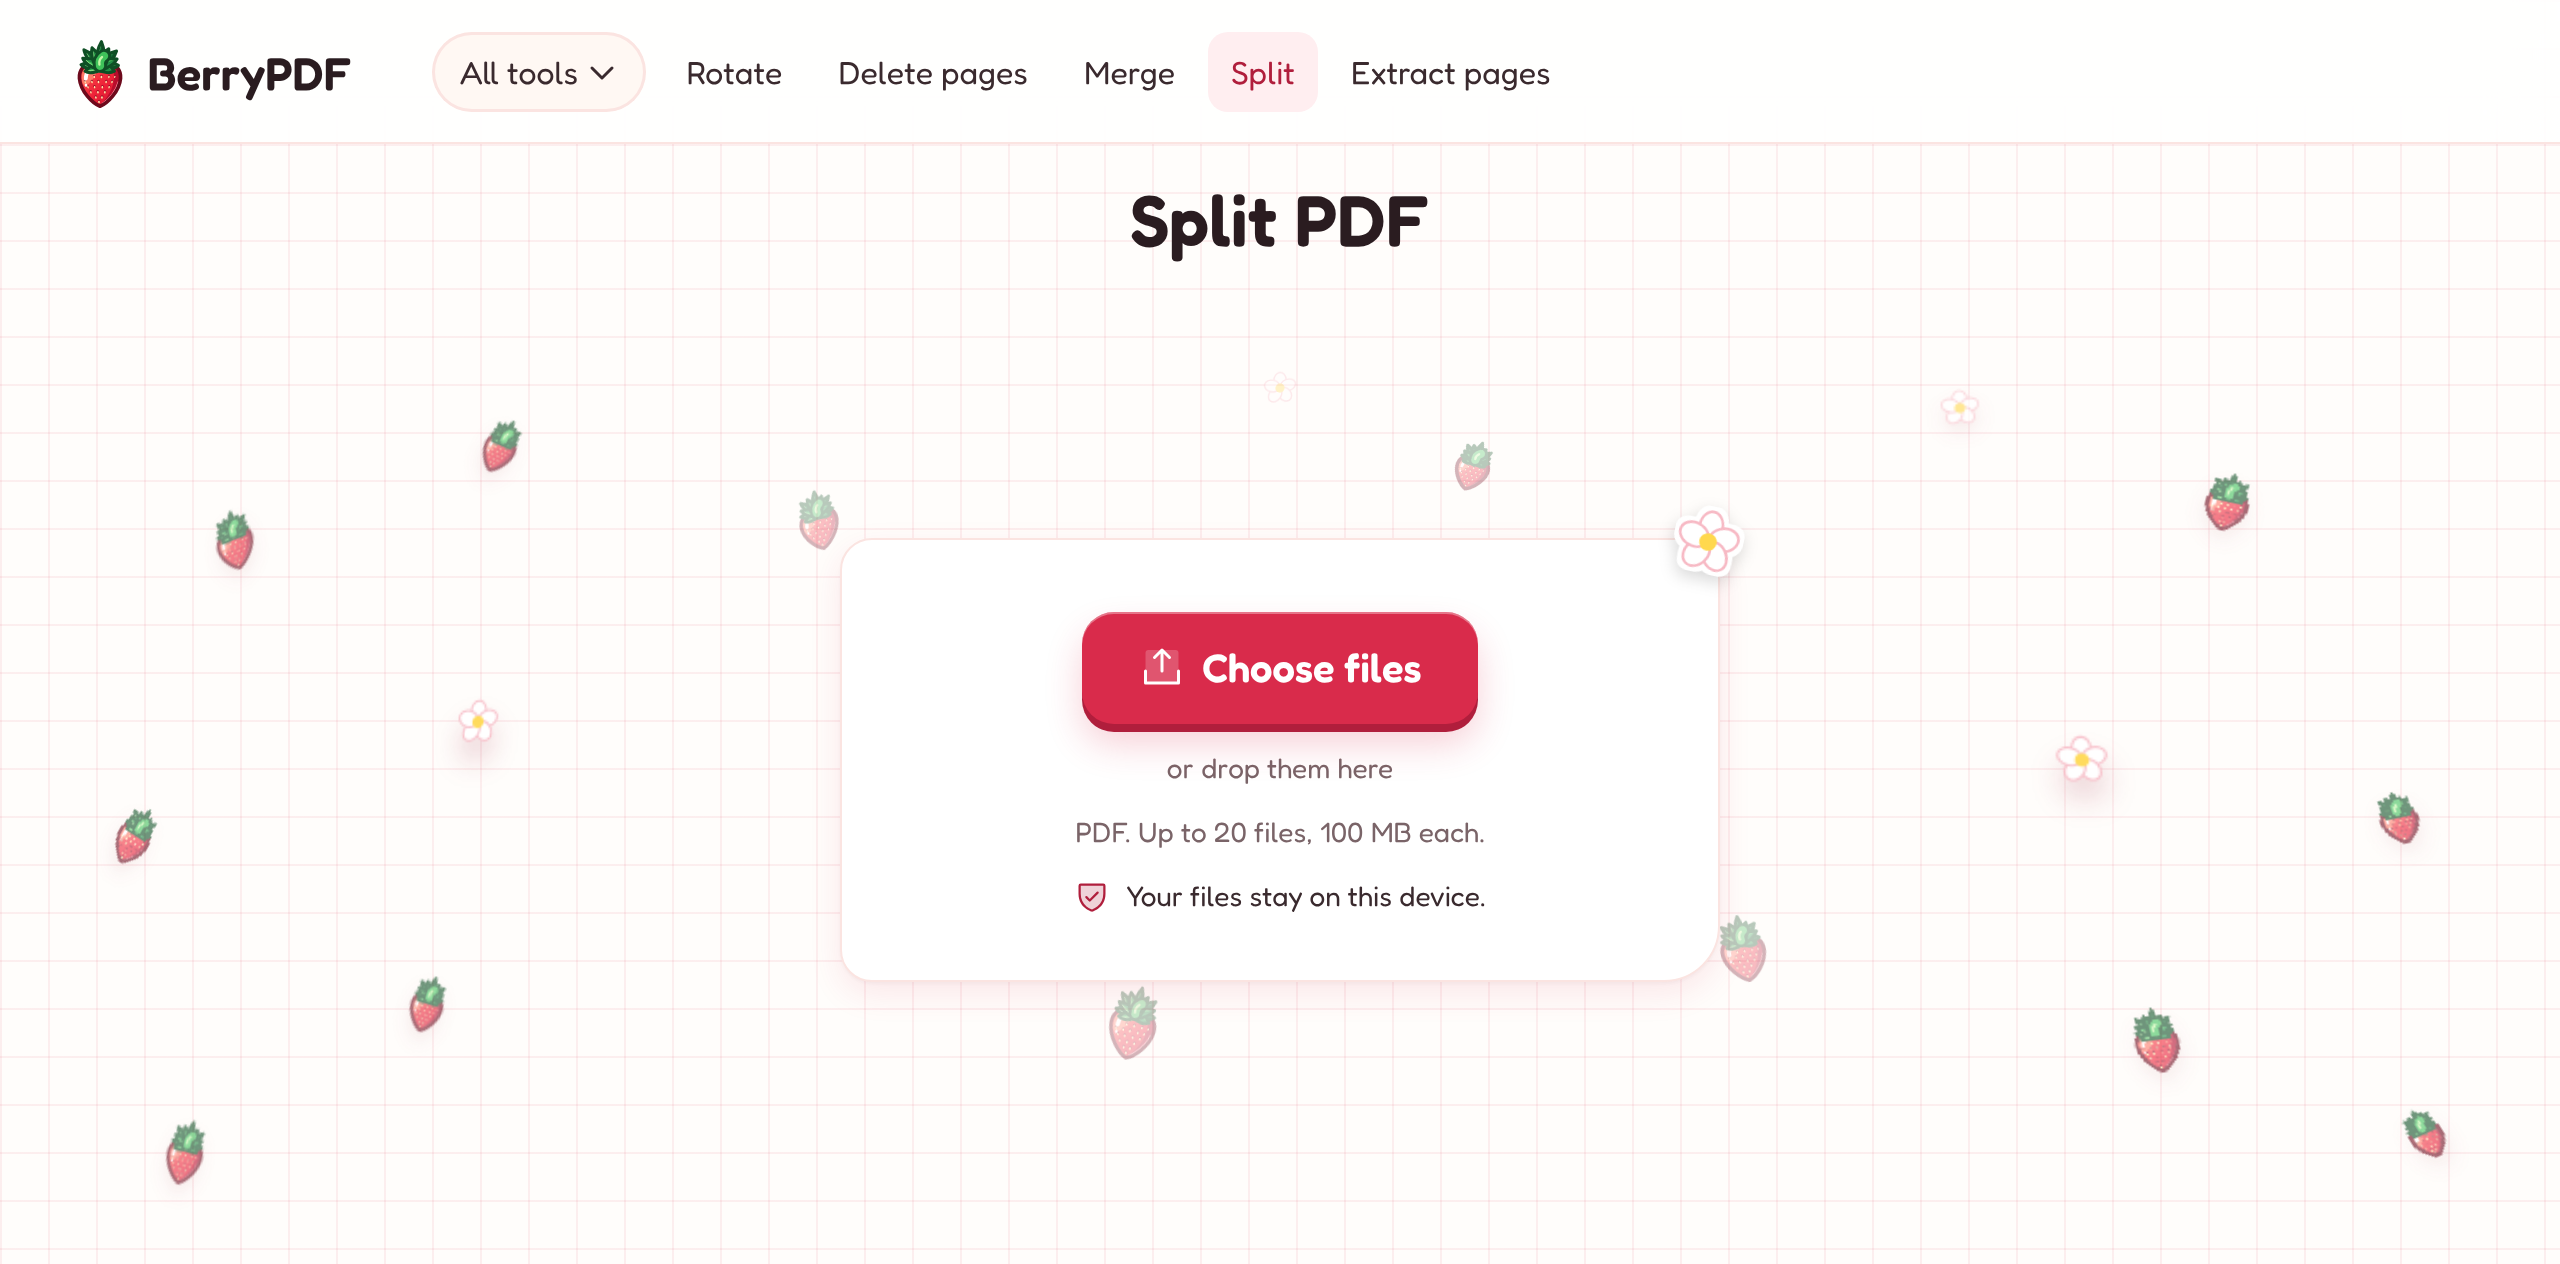 BerryPDF
All tools
Rotate
Delete pages
Merge
Split
Extract pages
Split PDF
Choose files
or drop them here
PDF. Up to 20 files, 100 MB each.
Your files stay on this device.